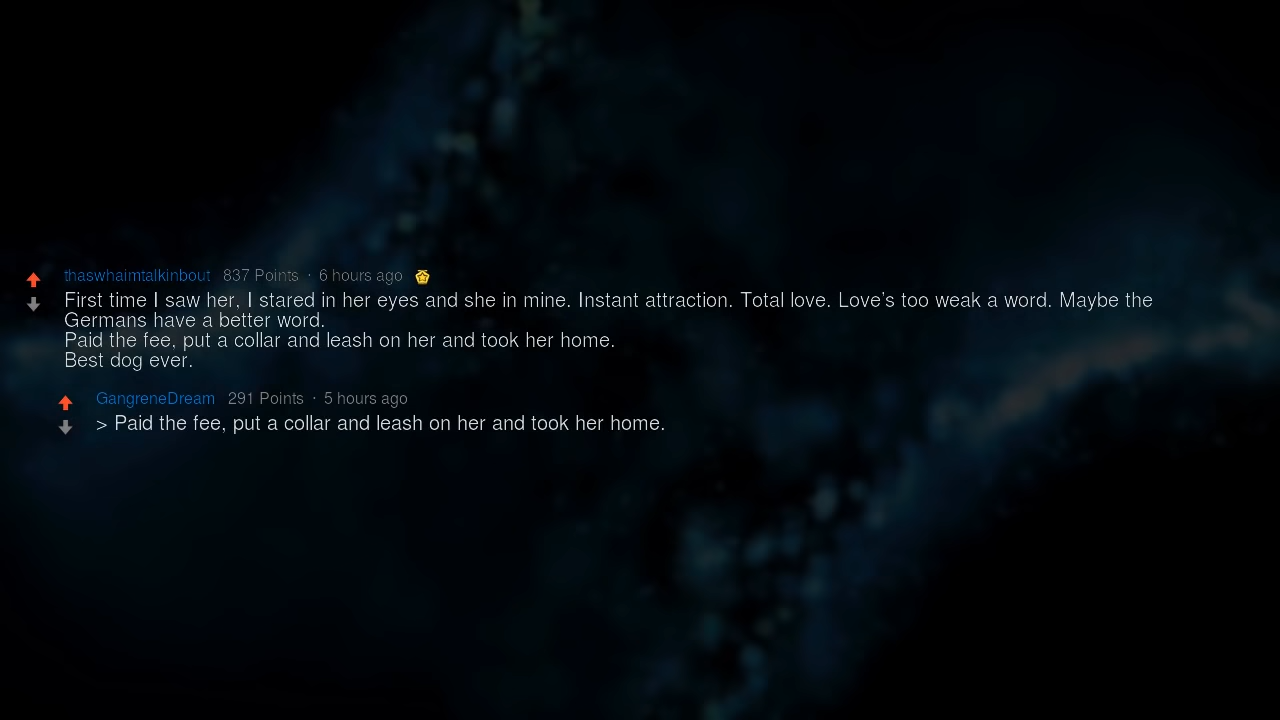 thaswhaimtalkinbout 837 Points · 6 hours ago
First time I saw her, I stared in her eyes and she in mine. Instant attraction. Total love. Love's too weak a word. Maybe the
Germans have a better word.
Paid the fee, put a collar and leash on her and took her home.
Best dog ever.
GangreneDream 291 Points · 5 hours ago
> Paid the fee, put a collar and leash on her and took her home.